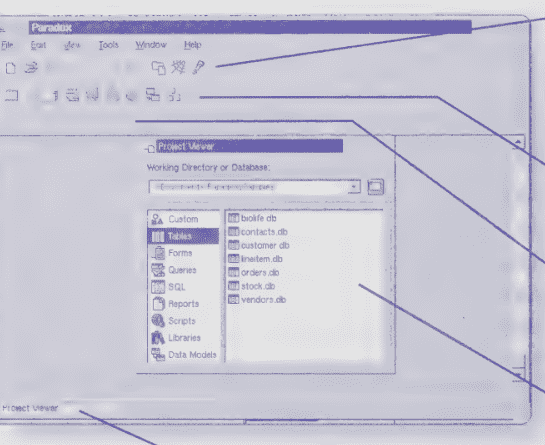 Paradox
File Edit View Tools Window Help
Project Viewer
Working Directory or Database:
Custom
Tables
Forms
Queries
SQL
Reports
Scripts
Libraries
Data Models
biolife.db
contacts.db
customer.db
lineitem.db
orders.db
stock.db
vendors.db
Project Viewer